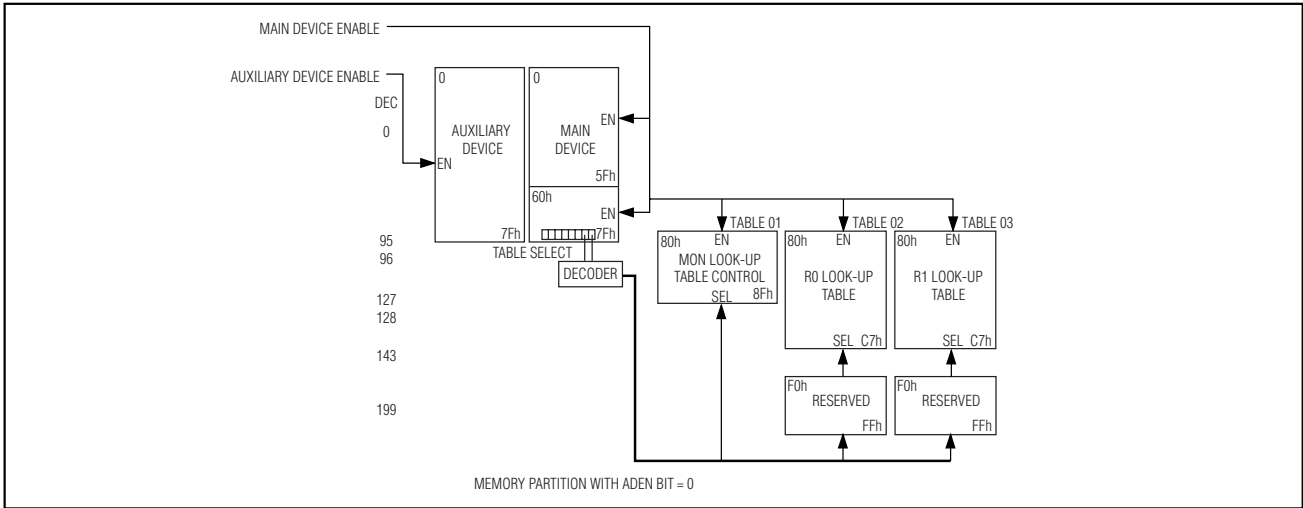 MAIN DEVICE ENABLE
AUXILIARY DEVICE ENABLE
DEC
0
95
96
127
128
143
199
0
AUXILIARY
DEVICE
EN
7Fh
0
MAIN
DEVICE
EN
5Fh
60h
EN
7Fh
TABLE SELECT
DECODER
TABLE 01
80h
EN
MON LOOK-UP
TABLE CONTROL
SEL
8Fh
TABLE 02
80h
EN
R0 LOOK-UP
TABLE
SEL C7h
F0h
RESERVED
FFh
TABLE 03
80h
EN
R1 LOOK-UP
TABLE
SEL C7h
F0h
RESERVED
FFh
MEMORY PARTITION WITH ADEN BIT = 0